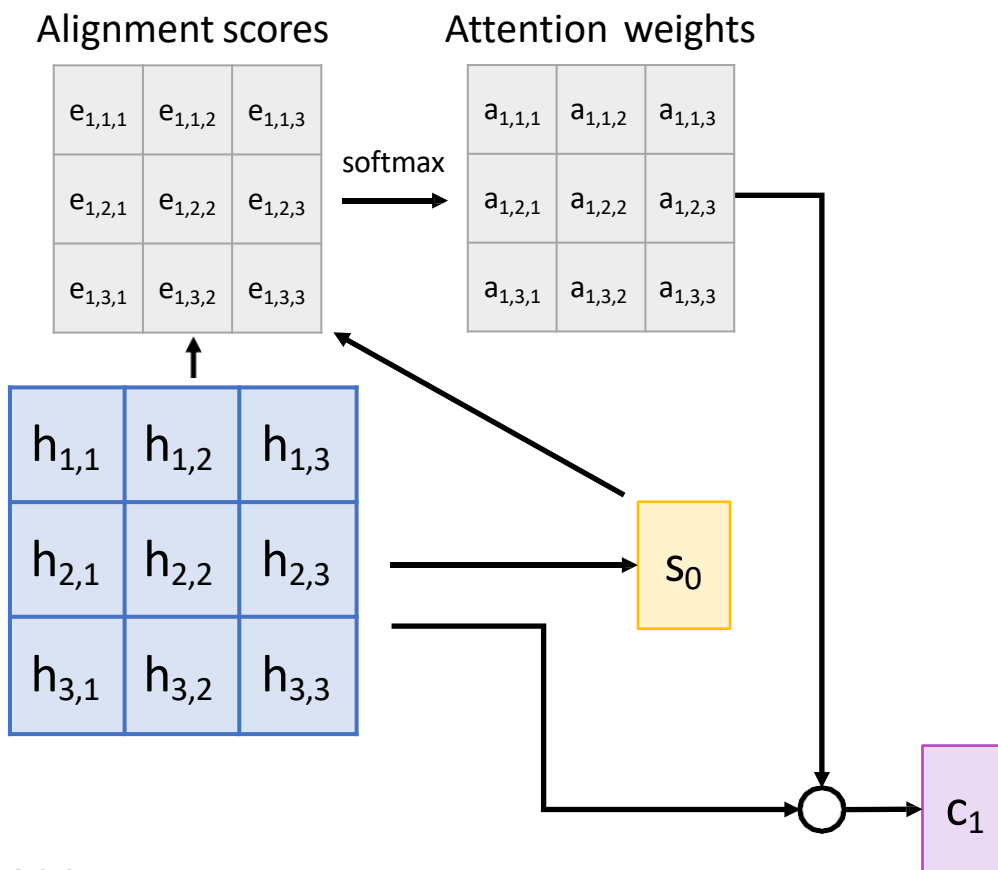 Alignment scores
Attention weights
e1,1,1 e1,1,2 e1,1,3
a1,1,1 a1,1,2 a1,1,3
softmax
e1,2,1 e1,2,2 e1,2,3
a1,2,1 a1,2,2 a1,2,3
e1,3,1 e1,3,2 e1,3,3
a1,3,1 a1,3,2 a1,3,3
h1,1 h1,2 h1,3
h2,1 h2,2 h2,3
s0
h3,1 h3,2 h3,3
c1